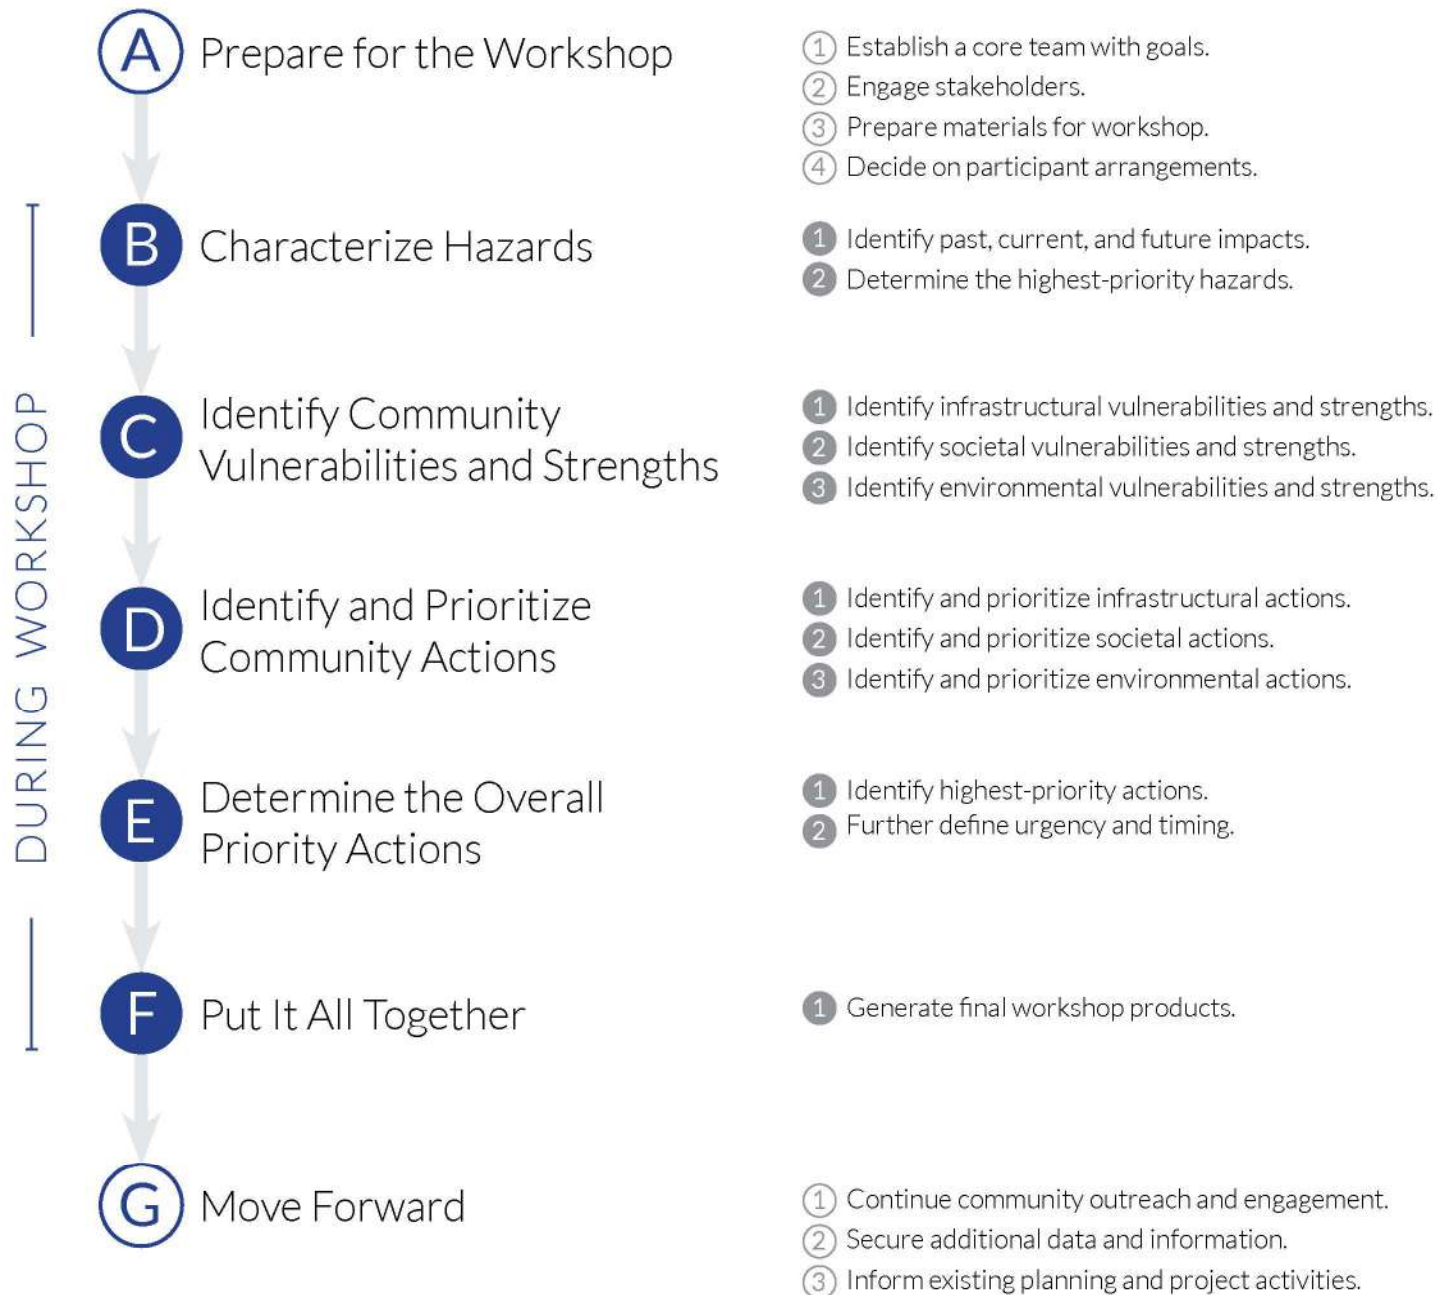 A Prepare for the Workshop
1 Establish a core team with goals.
2 Engage stakeholders.
3 Prepare materials for workshop.
4 Decide on participant arrangements.
DURING WORKSHOP
B Characterize Hazards
1 Identify past, current, and future impacts.
2 Determine the highest-priority hazards.
C Identify Community
Vulnerabilities and Strengths
1 Identify infrastructural vulnerabilities and strengths.
2 Identify societal vulnerabilities and strengths.
3 Identify environmental vulnerabilities and strengths.
D Identify and Prioritize
Community Actions
1 Identify and prioritize infrastructural actions.
2 Identify and prioritize societal actions.
3 Identify and prioritize environmental actions.
E Determine the Overall
Priority Actions
1 Identify highest-priority actions.
2 Further define urgency and timing.
F Put It All Together
1 Generate final workshop products.
G Move Forward
1 Continue community outreach and engagement.
2 Secure additional data and information.
3 Inform existing planning and project activities.